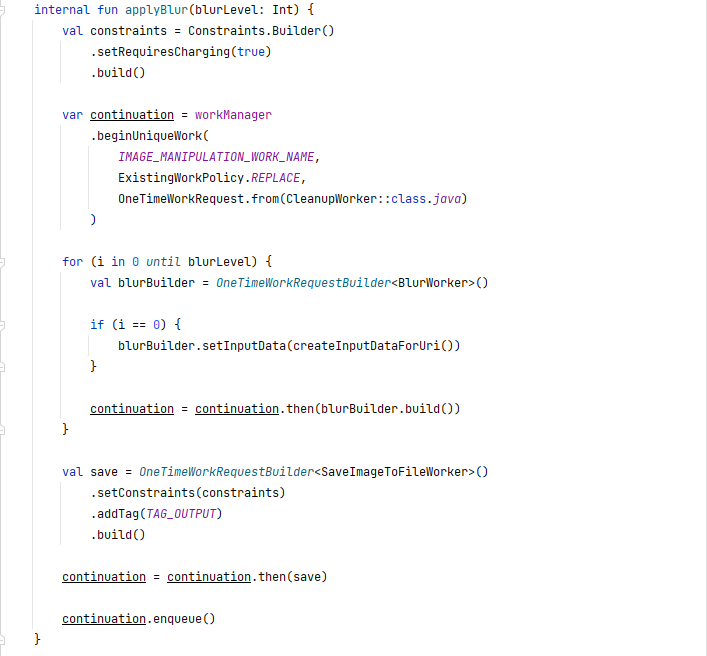 internal fun applyBlur(blurLevel: Int) {
    val constraints = Constraints.Builder()
        .setRequiresCharging(true)
        .build()

    var continuation = workManager
        .beginUniqueWork(
            IMAGE_MANIPULATION_WORK_NAME,
            ExistingWorkPolicy.REPLACE,
            OneTimeWorkRequest.from(CleanupWorker::class.java)
        )

    for (i in 0 until blurLevel) {
        val blurBuilder = OneTimeWorkRequestBuilder<BlurWorker>()

        if (i == 0) {
            blurBuilder.setInputData(createInputDataForUri())
        }

        continuation = continuation.then(blurBuilder.build())
    }

    val save = OneTimeWorkRequestBuilder<SaveImageToFileWorker>()
        .setConstraints(constraints)
        .addTag(TAG_OUTPUT)
        .build()

    continuation = continuation.then(save)

    continuation.enqueue()
}